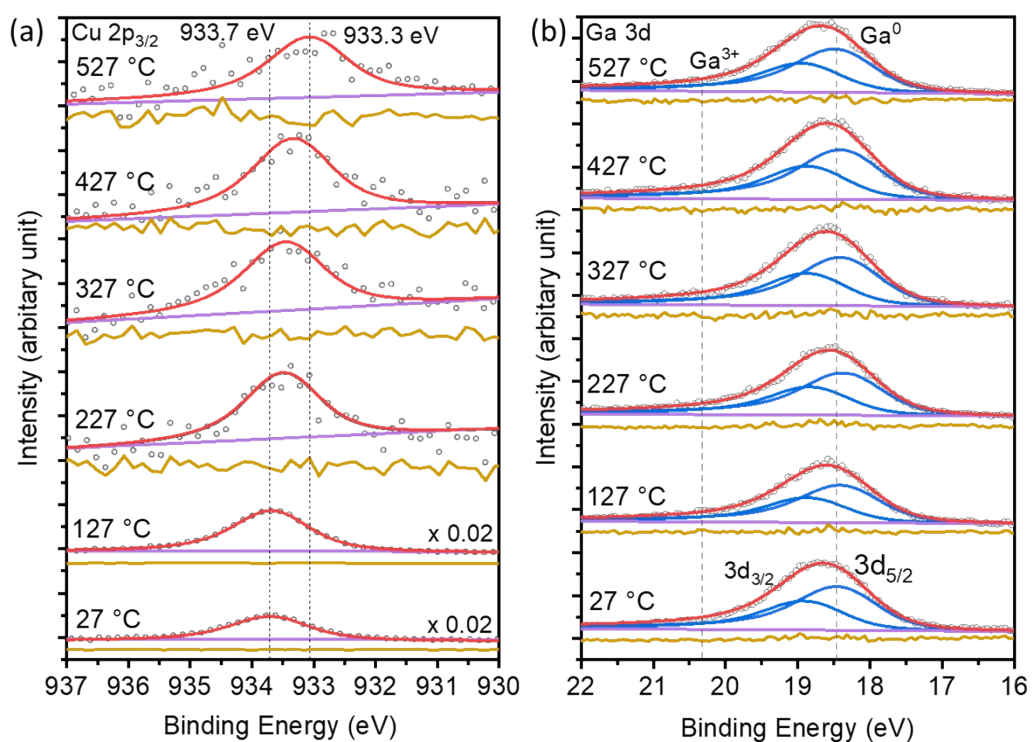 (a)
Cu 2p3/2
933.7 eV
933.3 eV
527 °C
427 °C
327 °C
227 °C
127 °C
x 0.02
27 °C
x 0.02
Intensity (arbitary unit)
937 936 935 934 933 932 931 930
Binding Energy (eV)
(b)
Ga 3d
Ga3+
Ga0
527 °C
427 °C
327 °C
227 °C
127 °C
3d3/2
3d5/2
27 °C
Intensity (arbitary unit)
22 21 20 19 18 17 16
Binding Energy (eV)